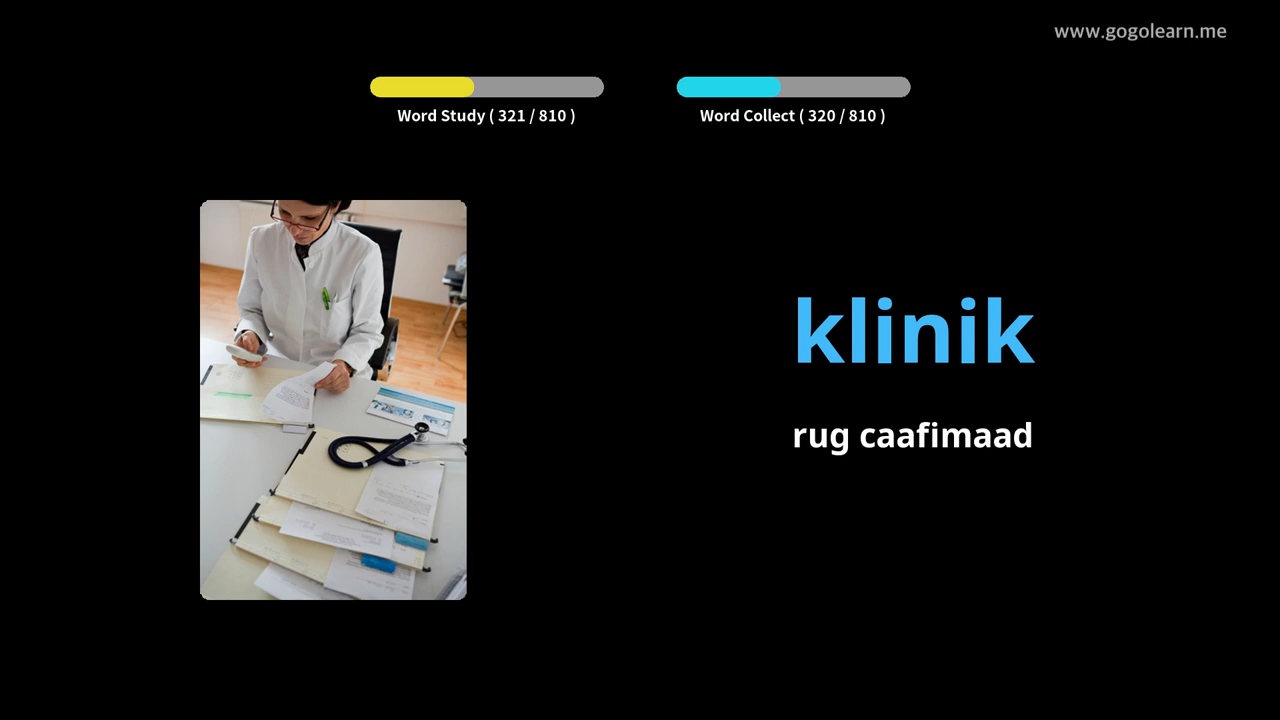 www.gogolearn.me
Word Study ( 321 / 810 )
Word Collect ( 320 / 810 )
klinik
rug caafimaad